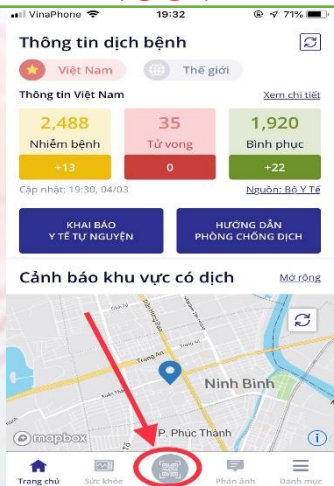 VinaPhone 19:32 71%
Thông tin dịch bệnh
Việt Nam Thế giới
Thông tin Việt Nam Xem chi tiết
2,488 35 1,920
Nhiễm bệnh Tử vong Bình phục
+13 0 +22
Cập nhật: 19:30, 04/03 Nguồn: Bộ Y Tế
KHAI BÁO HƯỚNG DẪN
Y TẾ TỰ NGUYỆN PHÒNG CHỐNG DỊCH
Cảnh báo khu vực có dịch Mở rộng
Tràng An
Ninh Bình
P. Phúc Thành
mapbox
Trang chủ Sức khỏe Phản ánh Danh mục